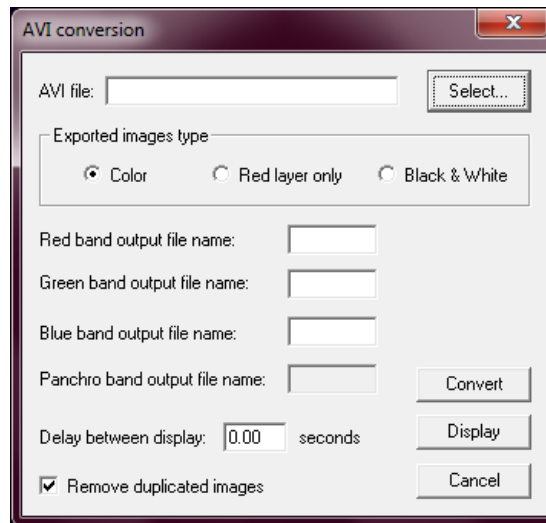 AVI conversion
AVI file:
Select...
Exported images type
Color
Red layer only
Black & White
Red band output file name:
Green band output file name:
Blue band output file name:
Panchro band output file name:
Convert
Delay between display: 0.00 seconds
Display
Remove duplicated images
Cancel